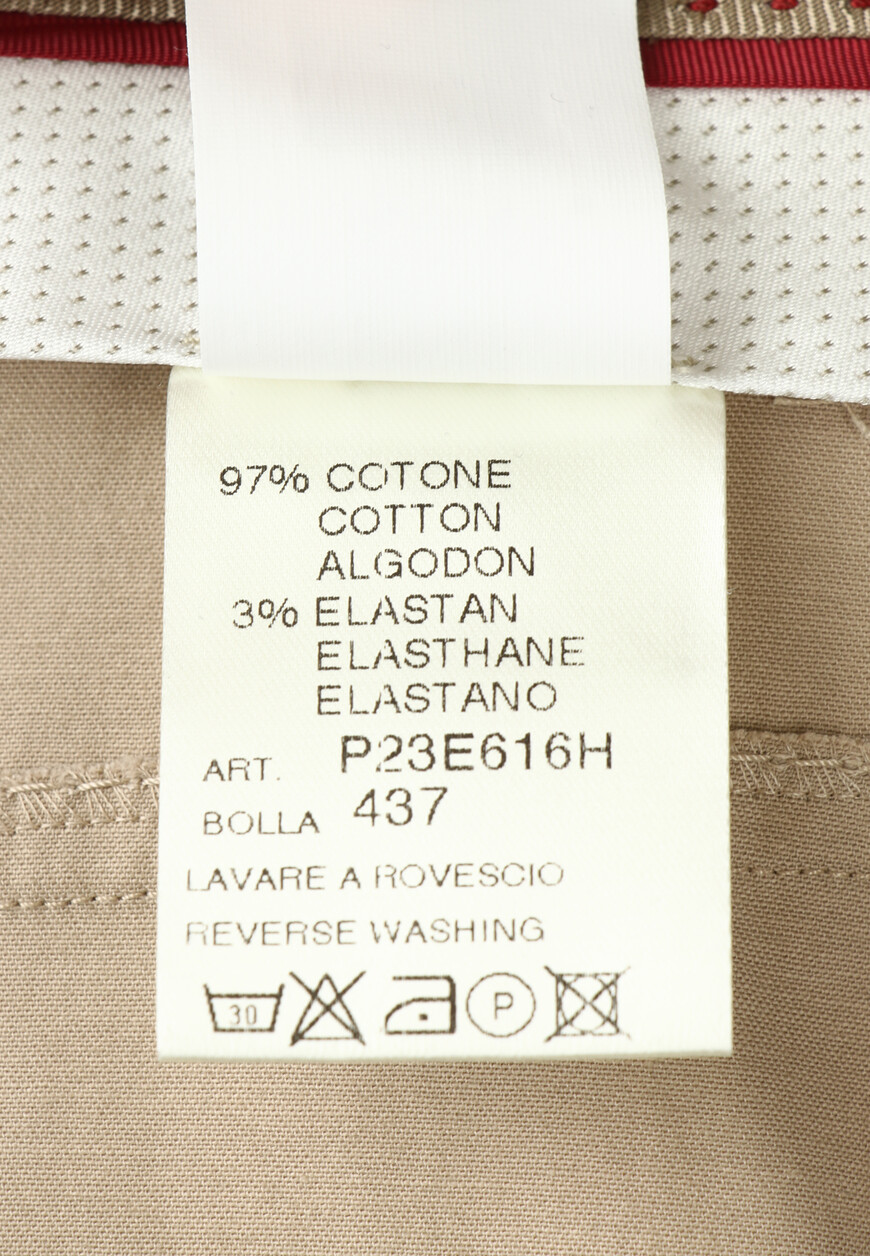 97% COTONE
COTTON
ALGODON
3% ELASTAN
ELASTHANE
ELASTANO
ART. P23E616H
BOLLA 437
LAVARE A ROVESCIO
REVERSE WASHING
30 P